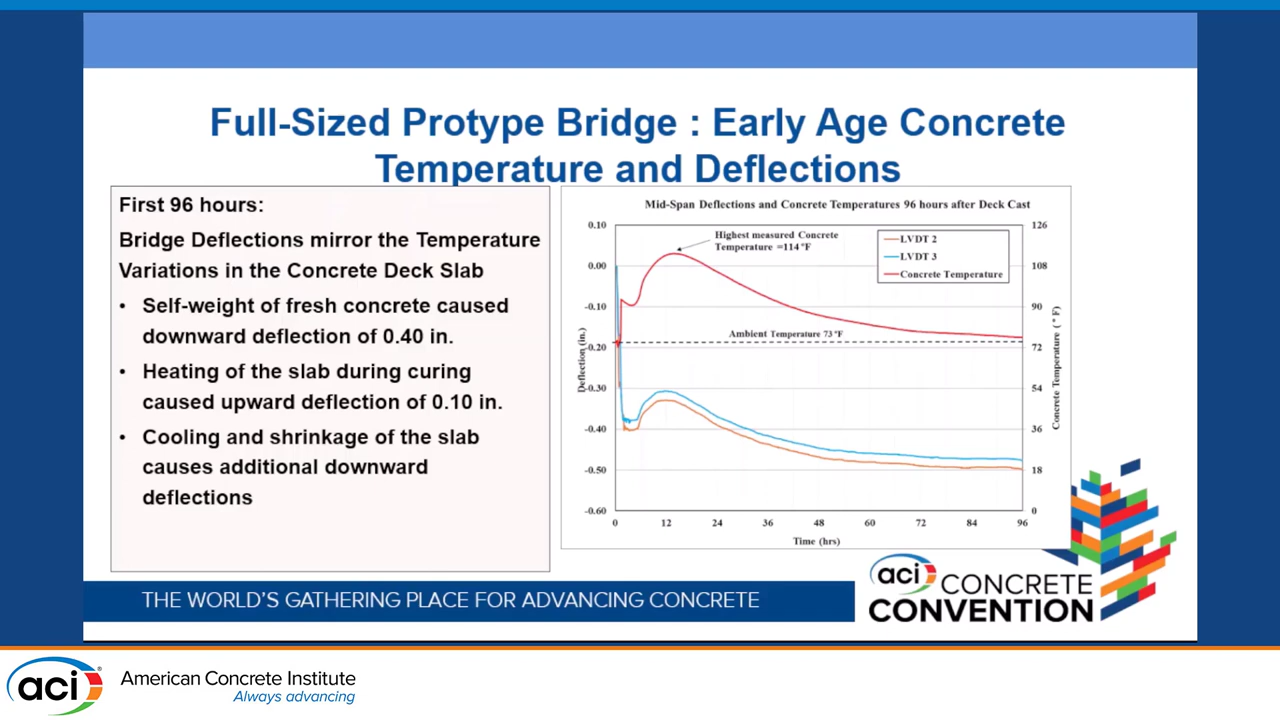 Full-Sized Protype Bridge : Early Age Concrete
Temperature and Deflections
First 96 hours:
Bridge Deflections mirror the Temperature
Variations in the Concrete Deck Slab
• Self-weight of fresh concrete caused
downward deflection of 0.40 in.
• Heating of the slab during curing
caused upward deflection of 0.10 in.
• Cooling and shrinkage of the slab
causes additional downward
deflections
Mid-Span Deflections and Concrete Temperatures 96 hours after Deck Cast
Highest measured Concrete
Temperature =114 °F
LVDT 2
LVDT 3
Concrete Temperature
Ambient Temperature 73 °F
Deflection (in.)
0.10
0.00
-0.10
-0.20
-0.30
-0.40
-0.50
-0.60
126
108
90
72
54
36
18
0
Concrete Temperature (° F)
0 12 24 36 48 60 72 84 96
Time (hrs)
THE WORLD'S GATHERING PLACE FOR ADVANCING CONCRETE
aci CONCRETE
CONVENTION
aci® American Concrete Institute
Always advancing